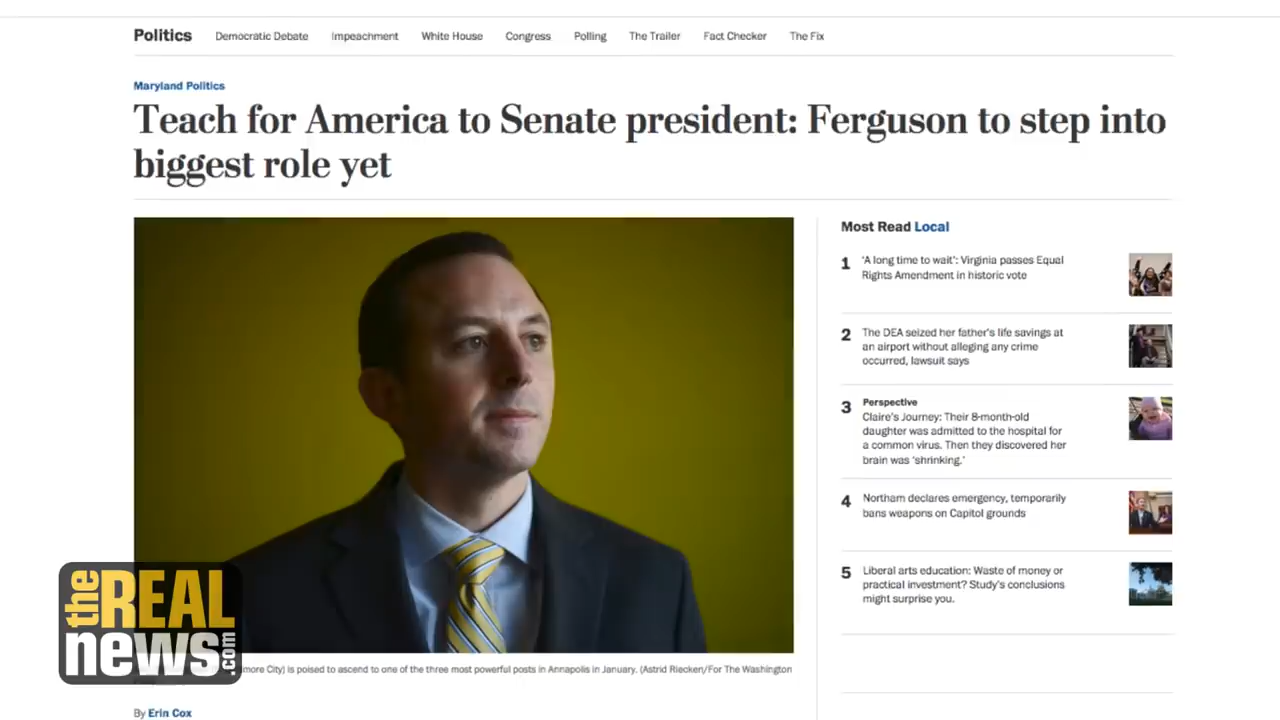 Politics Democratic Debate Impeachment White House Congress Polling The Trailer Fact Checker The Fix
Maryland Politics
Teach for America to Senate president: Ferguson to step into
biggest role yet
Most Read Local
1 'A long time to wait': Virginia passes Equal
Rights Amendment in historic vote
2 The DEA seized her father's life savings at
an airport without alleging any crime
occurred, lawsuit says
3 Perspective
Claire's Journey: Their 8-month-old
daughter was admitted to the hospital for
a common virus. Then they discovered her
brain was 'shrinking.'
4 Northam declares emergency, temporarily
bans weapons on Capitol grounds
5 Liberal arts education: Waste of money or
practical investment? Study's conclusions
might surprise you.
the REAL
news.com
more City) is poised to ascend to one of the three most powerful posts in Annapolis in January. (Astrid Riecken/For The Washington
By Erin Cox